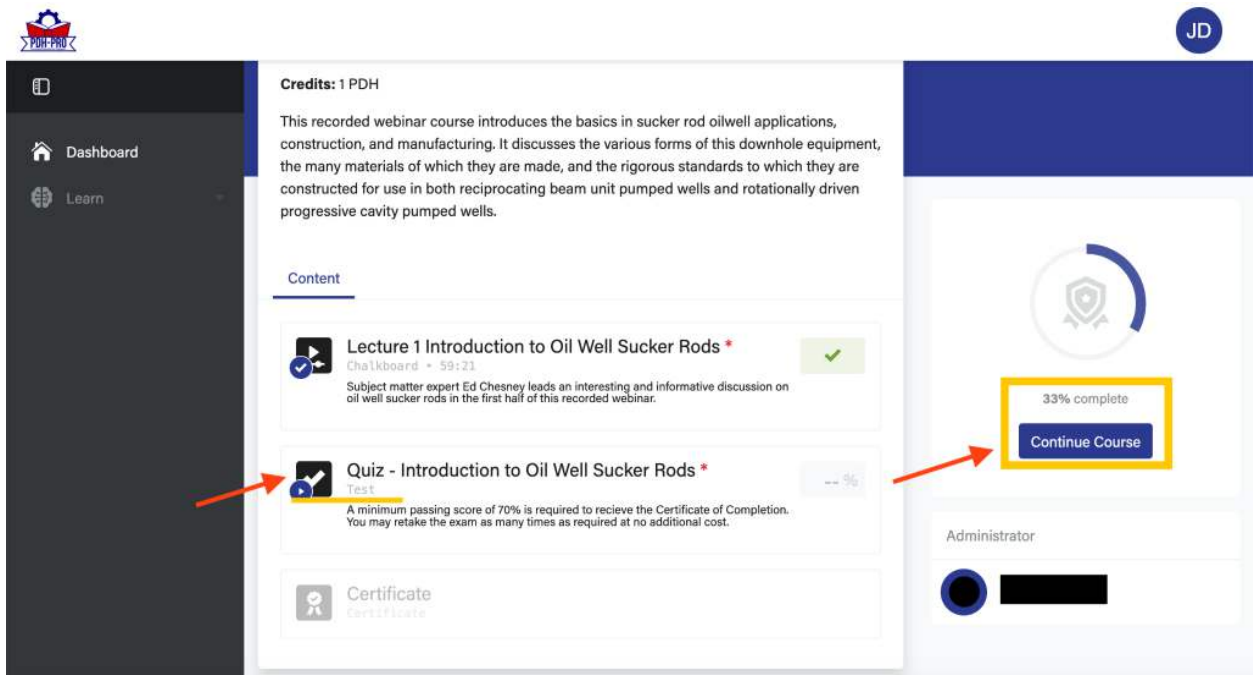 PDH-PRO
JD
Dashboard
Learn
Credits: 1 PDH
This recorded webinar course introduces the basics in sucker rod oilwell applications,
construction, and manufacturing. It discusses the various forms of this downhole equipment,
the many materials of which they are made, and the rigorous standards to which they are
constructed for use in both reciprocating beam unit pumped wells and rotationally driven
progressive cavity pumped wells.
Content
Lecture 1 Introduction to Oil Well Sucker Rods *
Chalkboard • 59:21
Subject matter expert Ed Chesney leads an interesting and informative discussion on
oil well sucker rods in the first half of this recorded webinar.
Quiz - Introduction to Oil Well Sucker Rods *
-- %
Test
A minimum passing score of 70% is required to recieve the Certificate of Completion.
You may retake the exam as many times as required at no additional cost.
Certificate
Certificate
33% complete
Continue Course
Administrator